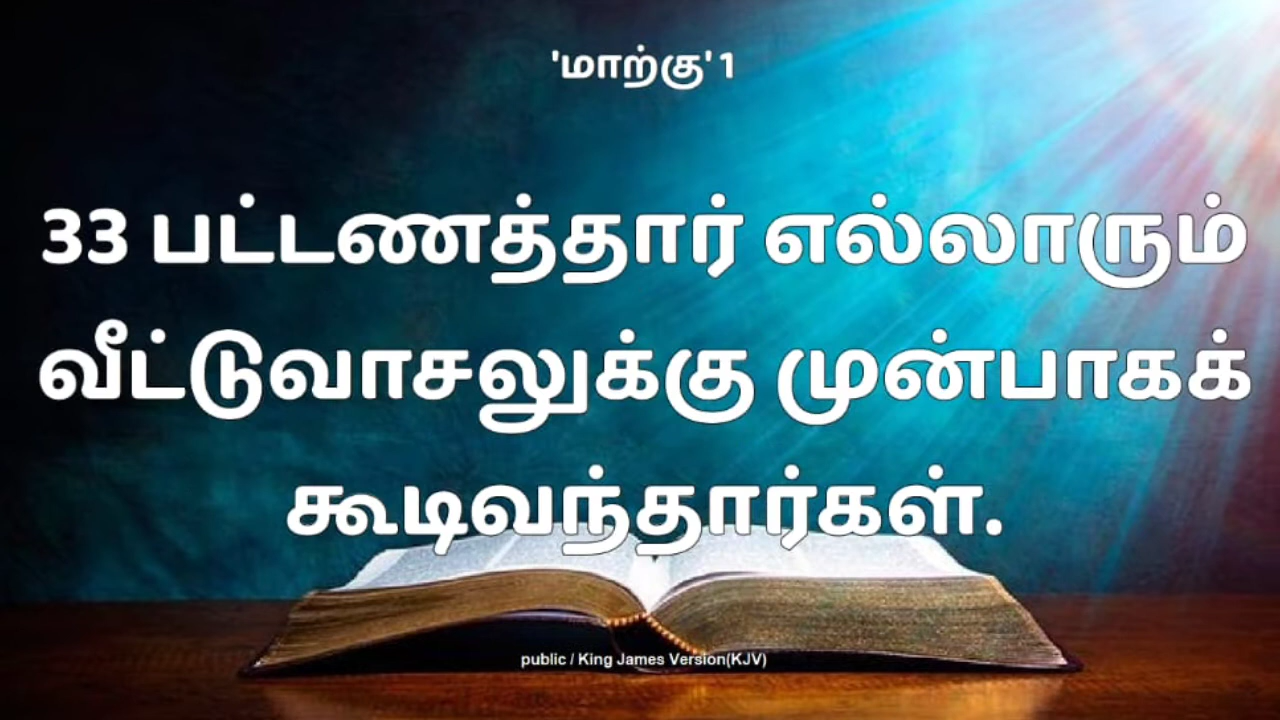 'மாற்கு' 1
33 பட்டணத்தார் எல்லாரும்
வீட்டுவாசலுக்கு முன்பாகக்
கூடிவந்தார்கள்.
public / King James Version(KJV)